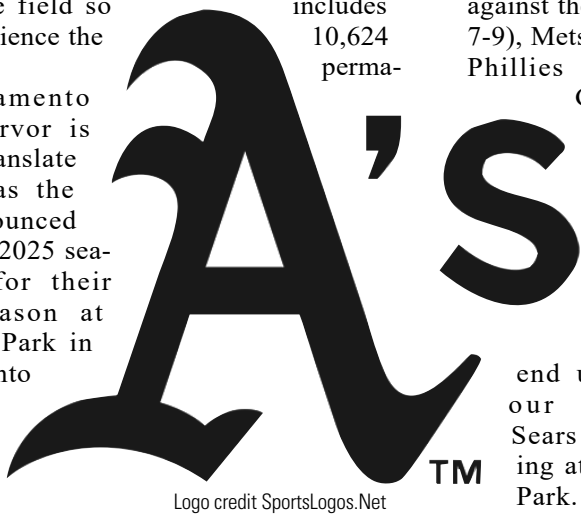 field so
ience the
amento
rvor is
anslate
as the
ounced
2025 sea-
for their
ason at
Park in
nto
includes
10,624
perma-
against the
7-9), Mets
Phillies
A's
TM
end
our
Sears
ing at
Park.
Logo credit SportsLogos.Net